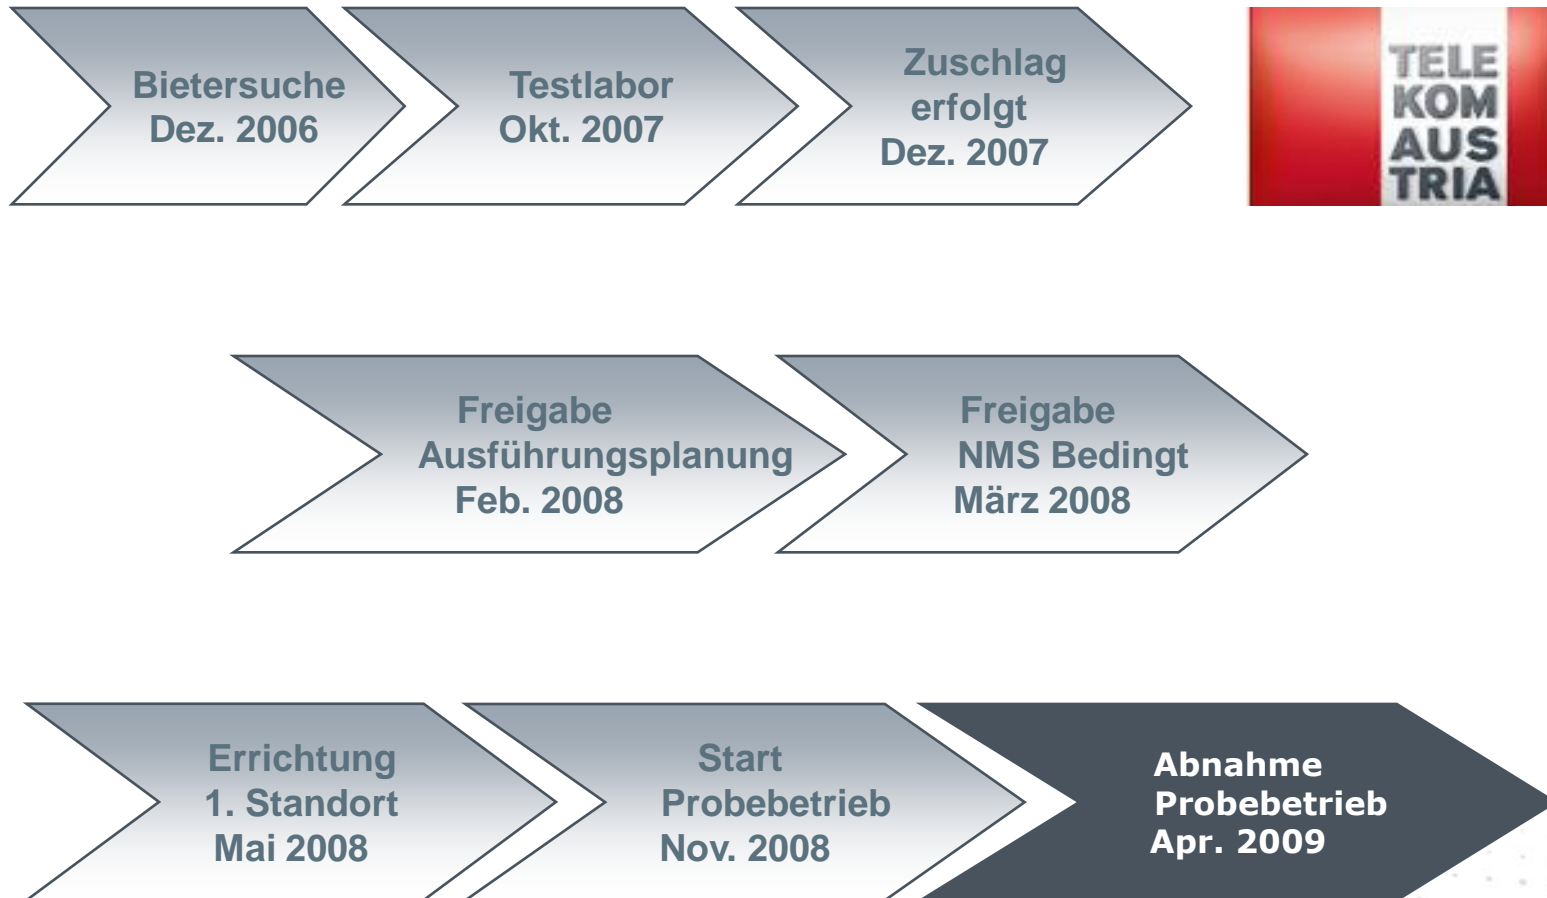 Bietersuche
Dez. 2006
Testlabor
Okt. 2007
Zuschlag
erfolgt
Dez. 2007
TELE
KOM
AUS
TRIA
Freigabe
Ausführungsplanung
Feb. 2008
Freigabe
NMS Bedingt
März 2008
Errichtung
1. Standort
Mai 2008
Start
Probebetrieb
Nov. 2008
Abnahme
Probebetrieb
Apr. 2009